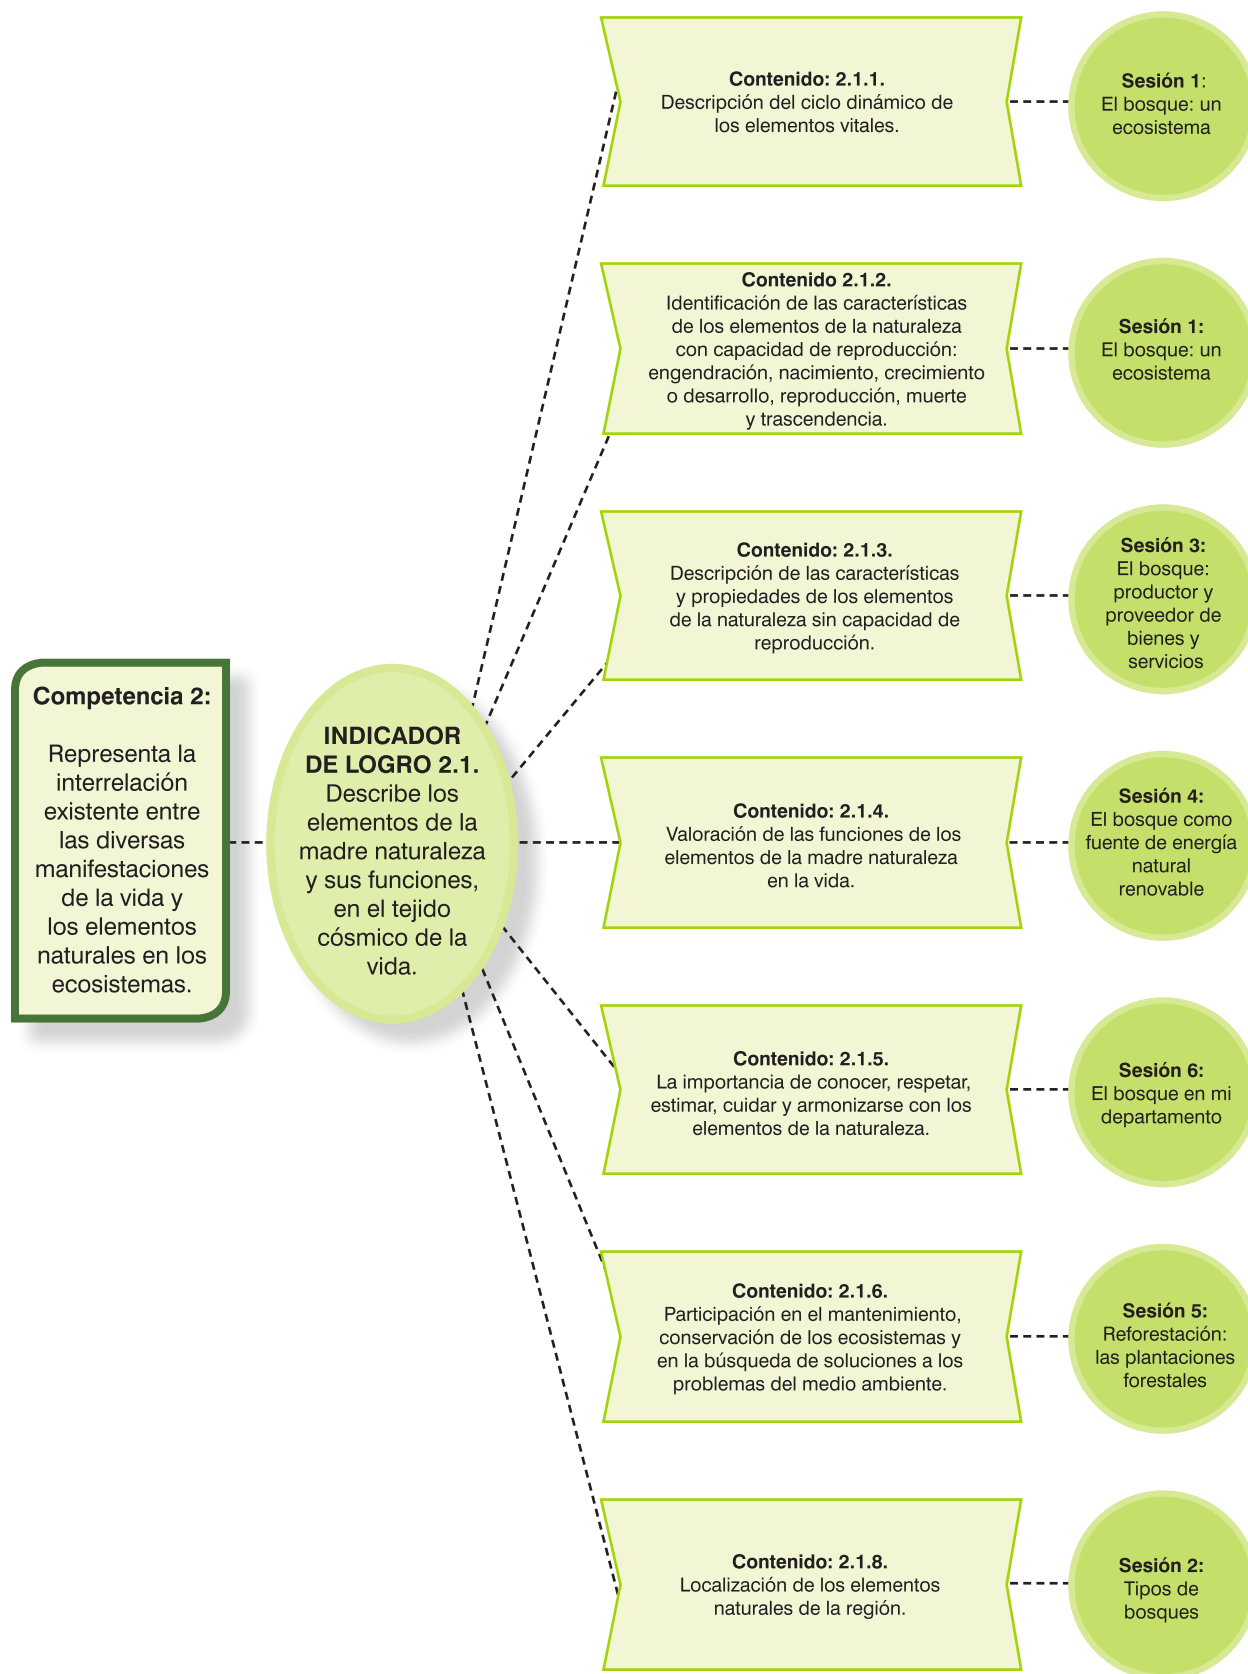 Competencia 2:
Representa la
interrelación
existente entre
las diversas
manifestaciones
de la vida y
los elementos
naturales en los
ecosistemas.
INDICADOR
DE LOGRO 2.1.
Describe los
elementos de la
madre naturaleza
y sus funciones,
en el tejido
cósmico de la
vida.
Contenido: 2.1.1.
Descripción del ciclo dinámico de
los elementos vitales.
Sesión 1:
El bosque: un
ecosistema
Contenido 2.1.2.
Identificación de las características
de los elementos de la naturaleza
con capacidad de reproducción:
engendración, nacimiento, crecimiento
o desarrollo, reproducción, muerte
y trascendencia.
Sesión 1:
El bosque: un
ecosistema
Contenido: 2.1.3.
Descripción de las características
y propiedades de los elementos
de la naturaleza sin capacidad de
reproducción.
Sesión 3:
El bosque:
productor y
proveedor de
bienes y
servicios
Contenido: 2.1.4.
Valoración de las funciones de los
elementos de la madre naturaleza
en la vida.
Sesión 4:
El bosque como
fuente de energía
natural
renovable
Contenido: 2.1.5.
La importancia de conocer, respetar,
estimar, cuidar y armonizarse con los
elementos de la naturaleza.
Sesión 6:
El bosque en mi
departamento
Contenido: 2.1.6.
Participación en el mantenimiento,
conservación de los ecosistemas y
en la búsqueda de soluciones a los
problemas del medio ambiente.
Sesión 5:
Reforestación:
las plantaciones
forestales
Contenido: 2.1.8.
Localización de los elementos
naturales de la región.
Sesión 2:
Tipos de
bosques